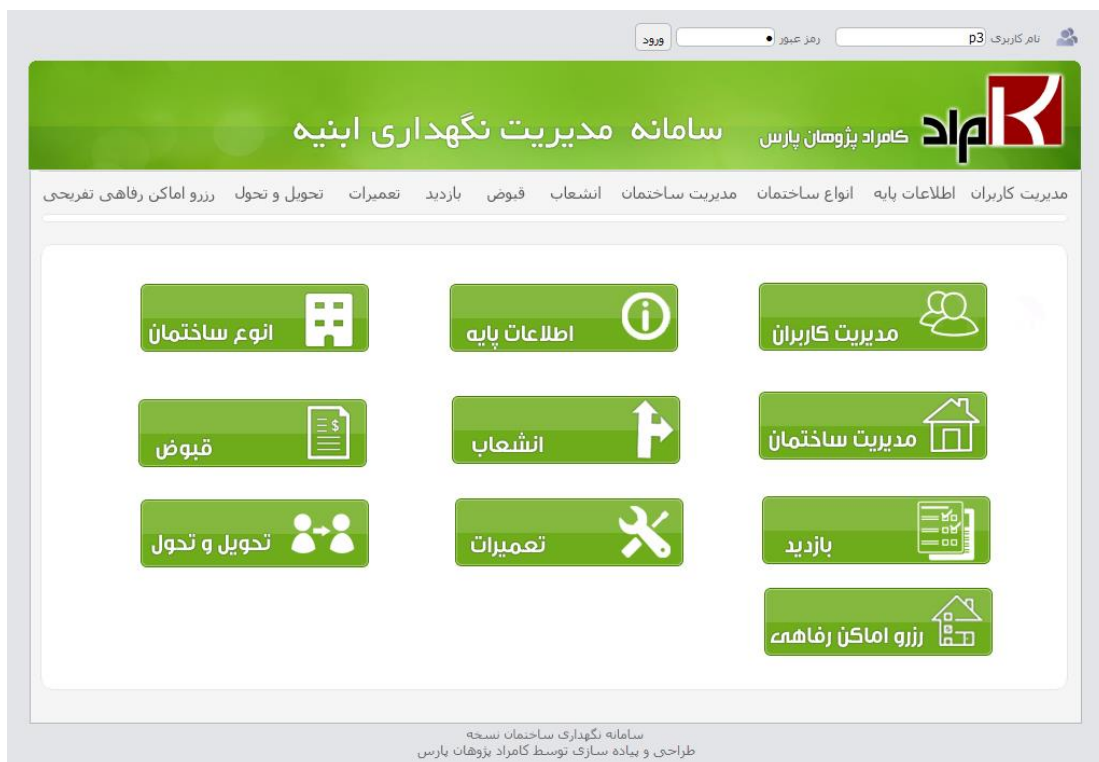 نام کاربری p3 رمز عبور ● ورود
کامراد کامراد پژوهان پارس سامانه مدیریت نگهداری ابنیه
مدیریت کاربران اطلاعات پایه انواع ساختمان مدیریت ساختمان انشعاب قبوض بازدید تعمیرات تحویل و تحول رزرو اماکن رفاهی تفریحی
مدیریت کاربران اطلاعات پایه انوع ساختمان
مدیریت ساختمان انشعاب قبوض
بازدید تعمیرات تحویل و تحول
رزرو اماکن رفاهی
سامانه نگهداری ساختمان نسخه
طراحی و پیاده سازی توسط کامراد پژوهان پارس